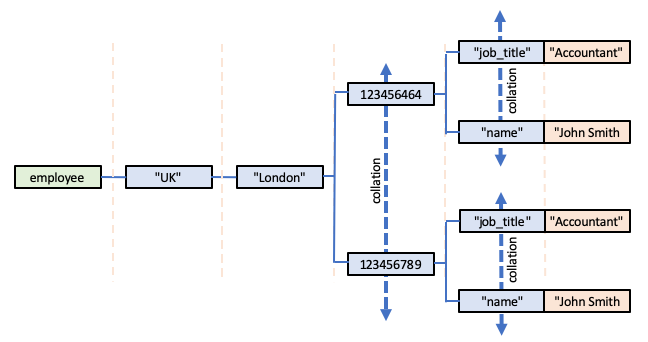 "job_title" "Accountant"
collation
123456464
"name" "John Smith
employee "UK" "London"
collation
"job_title" "Accountant"
collation
123456789
"name" "John Smith